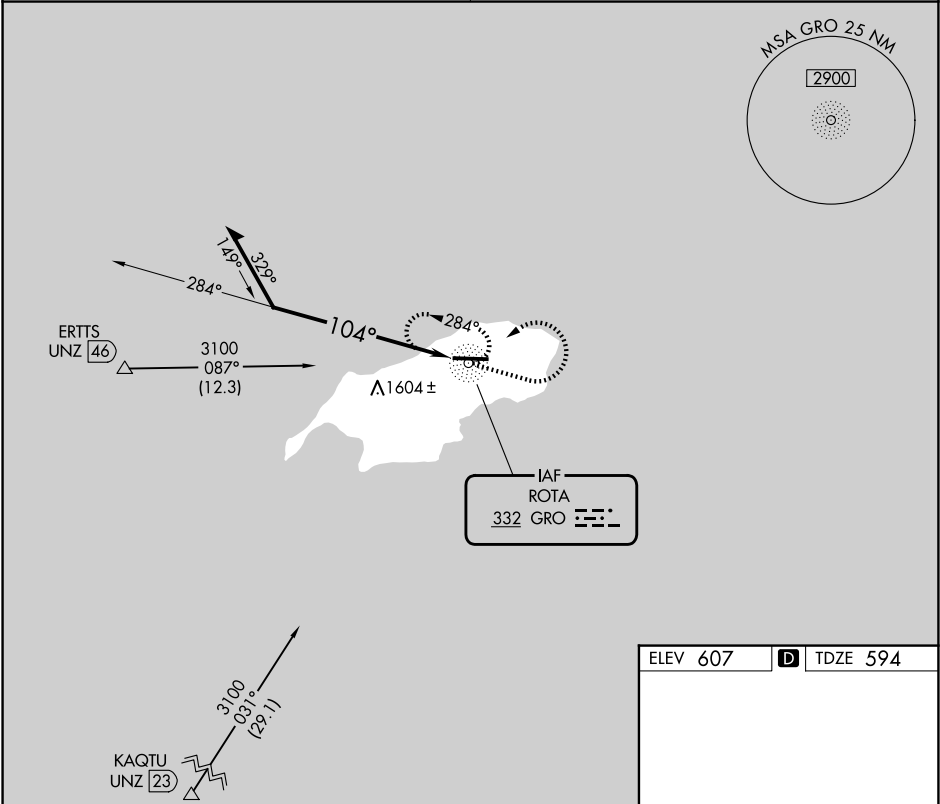 MSA GRO 25 NM
2900
149°
329°
284°
104°
284°
ERTTS
UNZ 46
3100
087°
(12.3)
1604 ±
IAF
ROTA
332 GRO
3100
031°
(29.1)
KAQTU
UNZ 23
ELEV 607 D TDZE 594